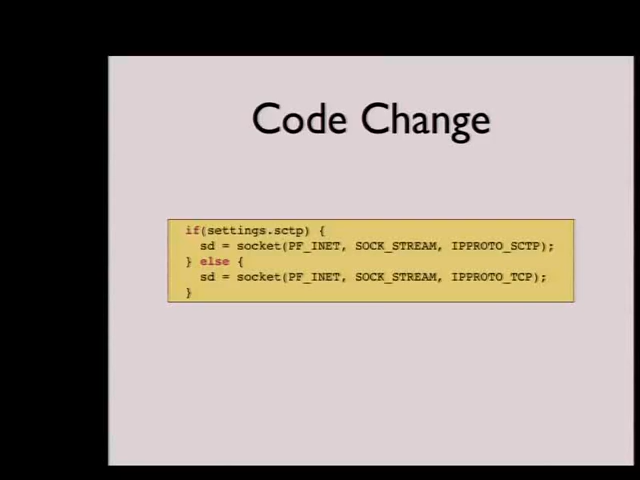 Code Change
if(settings.sctp) {
sd = socket(PF_INET, SOCK_STREAM, IPPROTO_SCTP);
} else {
sd = socket(PF_INET, SOCK_STREAM, IPPROTO_TCP);
}